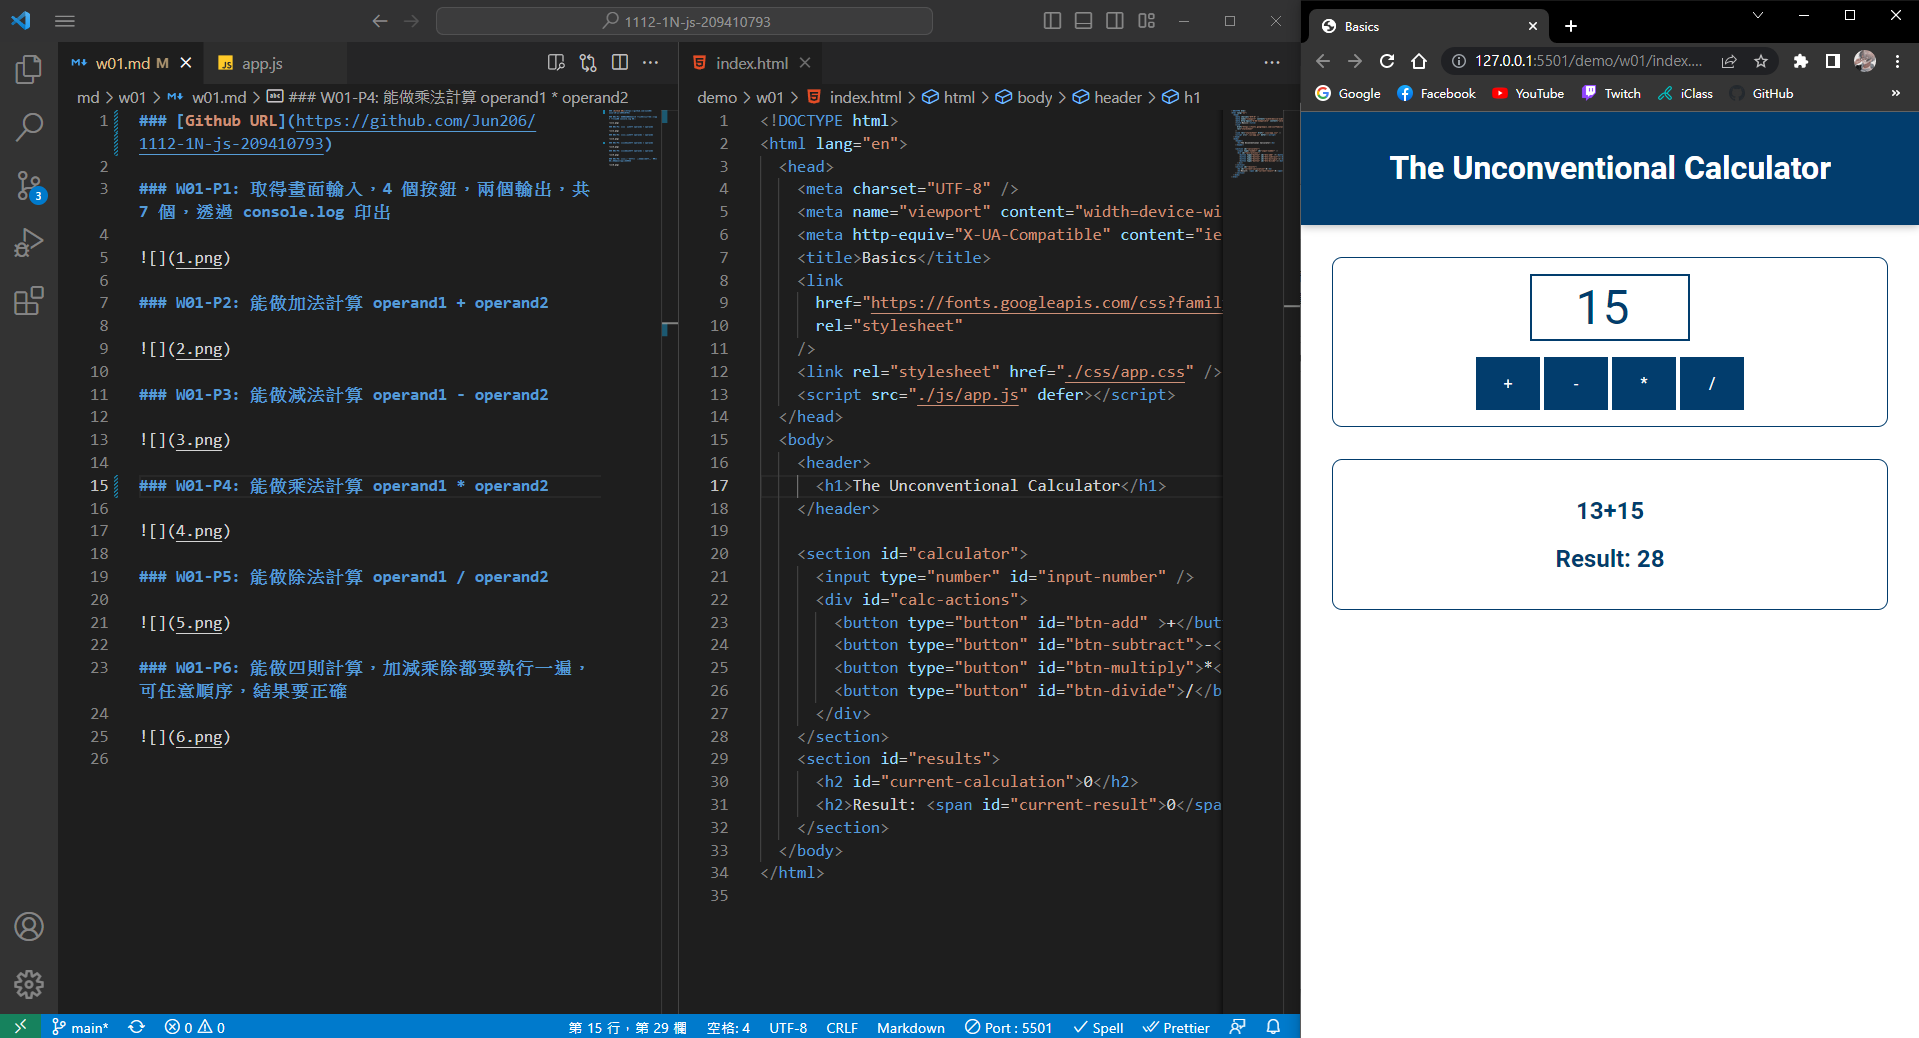 1112-1N-js-209410793
w01.md M
app.js
md > w01 > w01.md > ### W01-P4: 能做乘法計算 operand1 * operand2
1 ### [Github URL](https://github.com/Jun206/
1112-1N-js-209410793)
2
3 ### W01-P1: 取得畫面輸入，4 個按鈕，兩個輸出，共
7 個，透過 console.log 印出
4
5 ![](1.png)
6
7 ### W01-P2: 能做加法計算 operand1 + operand2
8
9 ![](2.png)
10
11 ### W01-P3: 能做減法計算 operand1 - operand2
12
13 ![](3.png)
14
15 ### W01-P4: 能做乘法計算 operand1 * operand2
16
17 ![](4.png)
18
19 ### W01-P5: 能做除法計算 operand1 / operand2
20
21 ![](5.png)
22
23 ### W01-P6: 能做四則計算，加減乘除都要執行一遍，
可任意順序，結果要正確
24
25 ![](6.png)
26
index.html
demo > w01 > index.html > html > body > header > h1
1 <!DOCTYPE html>
2 <html lang="en">
3 <head>
4 <meta charset="UTF-8" />
5 <meta name="viewport" content="width=device-wi
6 <meta http-equiv="X-UA-Compatible" content="ie
7 <title>Basics</title>
8 <link
9 href="https://fonts.googleapis.com/css?famil
10 rel="stylesheet"
11 />
12 <link rel="stylesheet" href="./css/app.css" />
13 <script src="./js/app.js" defer></script>
14 </head>
15 <body>
16 <header>
17 <h1>The Unconventional Calculator</h1>
18 </header>
19
20 <section id="calculator">
21 <input type="number" id="input-number" />
22 <div id="calc-actions">
23 <button type="button" id="btn-add" >+</but
24 <button type="button" id="btn-subtract">-<
25 <button type="button" id="btn-multiply">*<
26 <button type="button" id="btn-divide">/</b
27 </div>
28 </section>
29 <section id="results">
30 <h2 id="current-calculation">0</h2>
31 <h2>Result: <span id="current-result">0</spa
32 </section>
33 </body>
34 </html>
35
3
main*
0 0
第 15 行，第 29 欄
空格: 4
UTF-8
CRLF
Markdown
Port : 5501
Spell
Prettier
Basics
127.0.0.1:5501/demo/w01/index....
Google
Facebook
YouTube
Twitch
iClass
GitHub
»
The Unconventional Calculator
15
+ - * /
13+15
Result: 28